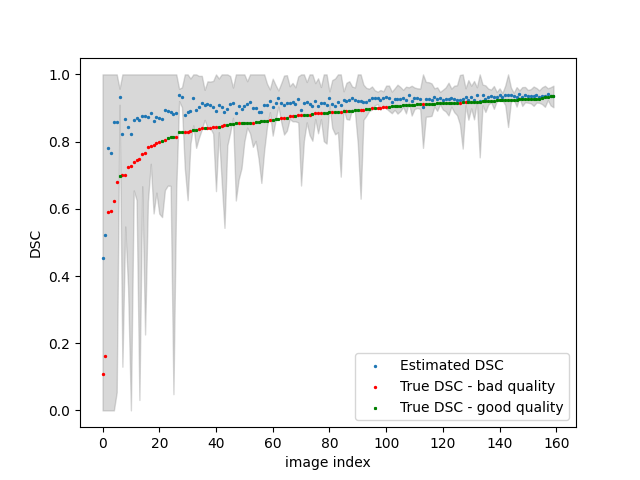 1.0
0.8
0.6
0.4
0.2
0.0
DSC
0 20 40 60 80 100 120 140 160
image index
Estimated DSC
True DSC - bad quality
True DSC - good quality